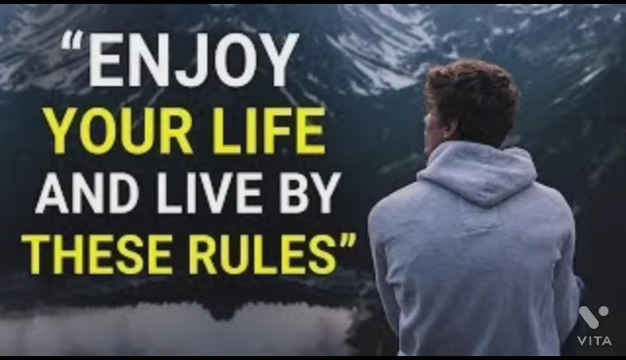 “ENJOY
YOUR LIFE
AND LIVE BY
THESE RULES”
VITA